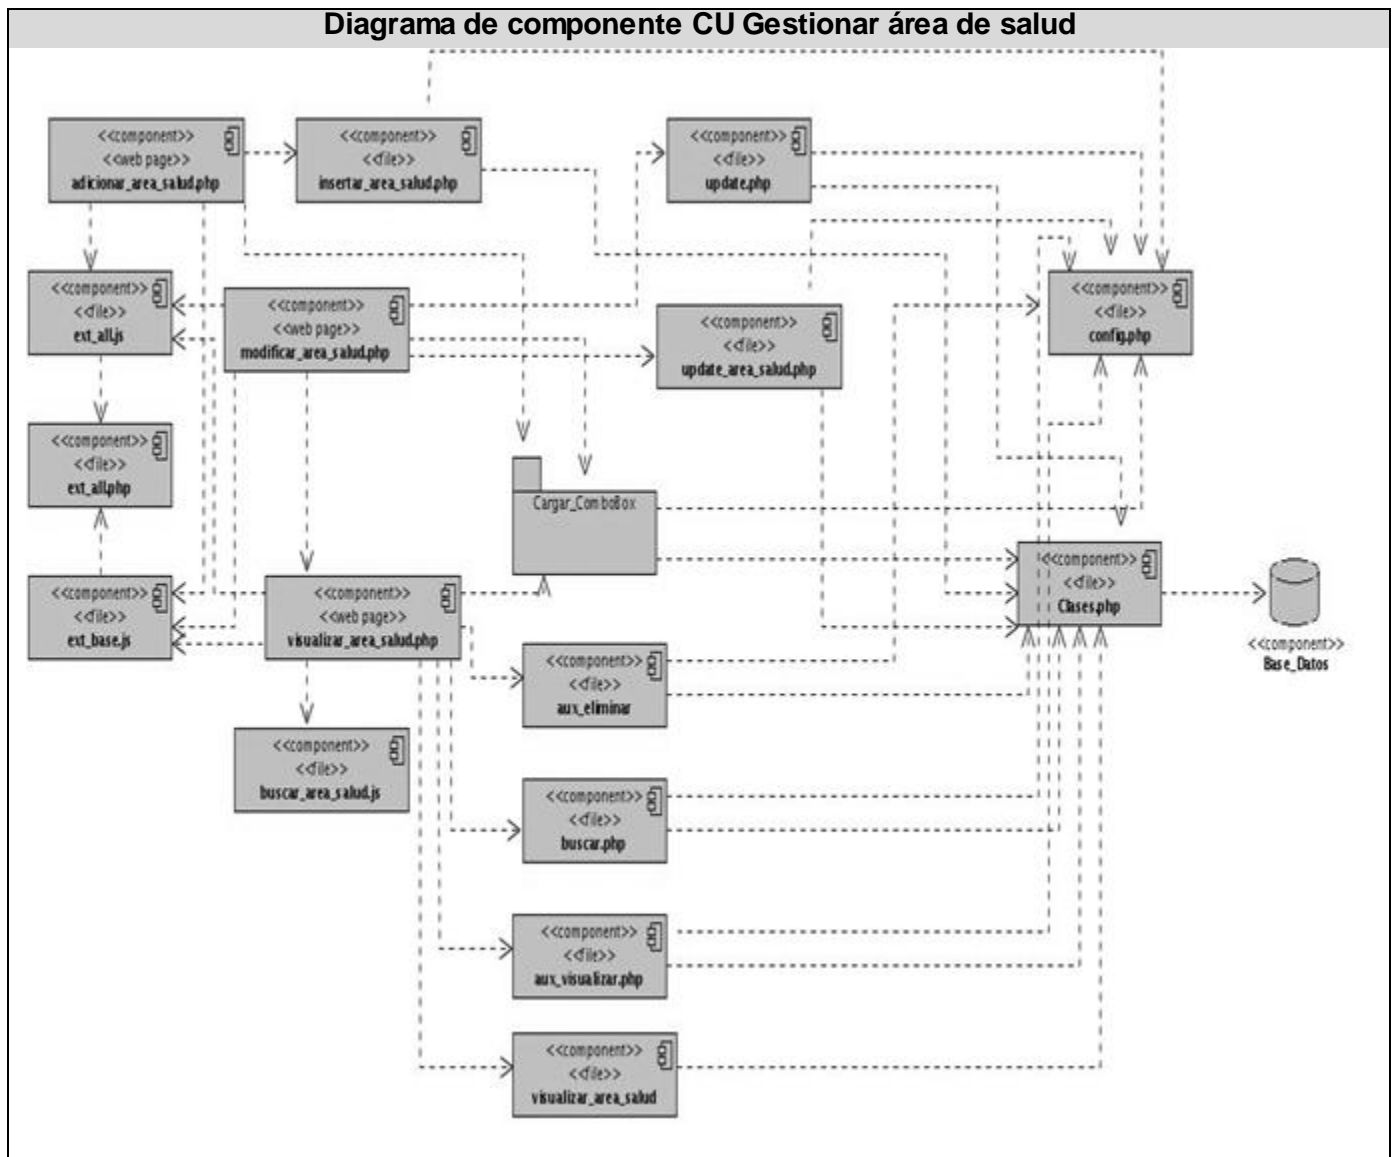 Diagrama de componente CU Gestionar área de salud
<<component>>
<<web page>>
adicionar_area_salud.php
<<component>>
<<file>>
insertar_area_salud.php
<<component>>
<<file>>
update.php
<<component>>
<<file>>
ext_all.js
<<component>>
<<web page>>
modificar_area_salud.php
<<component>>
<<file>>
update_area_salud.php
<<component>>
<<file>>
config.php
<<component>>
<<file>>
ext_all.php
Cargar_ComboBox
<<component>>
<<file>>
ext_base.js
<<component>>
<<web page>>
visualizar_area_salud.php
<<component>>
<<file>>
Clases.php
<<component>>
Base_Datos
<<component>>
<<file>>
aux_eliminar
<<component>>
<<file>>
buscar_area_salud.js
<<component>>
<<file>>
buscar.php
<<component>>
<<file>>
aux_visualizar.php
<<component>>
<<file>>
visualizar_area_salud